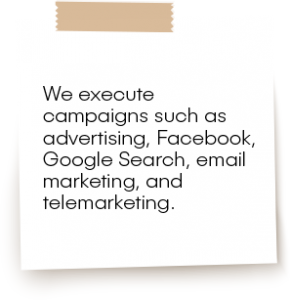 We execute
campaigns such as
advertising, Facebook,
Google Search, email
marketing, and
telemarketing.